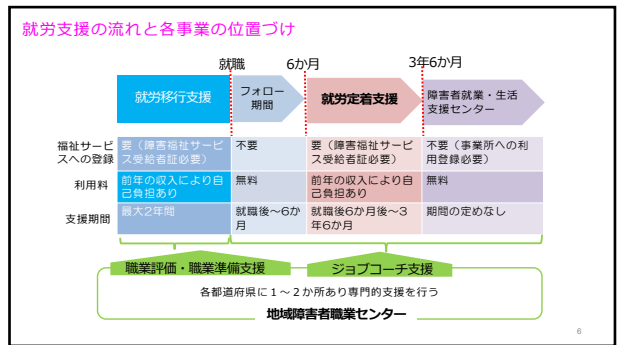 就労支援の流れと各事業の位置づけ
就職
6か月
3年6か月
就労移行支援
フォロー
期間
就労定着支援
障害者就業・生活
支援センター
福祉サービ
スへの登録
要（障害福祉サービ
ス受給者証必要）
不要
要（障害福祉サービ
ス受給者証必要）
不要（事業所への利
用登録必要）
利用料
前年の収入により自
己負担あり
無料
前年の収入により自
己負担あり
無料
支援期間
最大2年間
就職後～6か
月
就職後6か月後～3
年6か月
期間の定めなし
職業評価・職業準備支援
ジョブコーチ支援
各都道府県に１～２か所あり専門的支援を行う
地域障害者職業センター
6